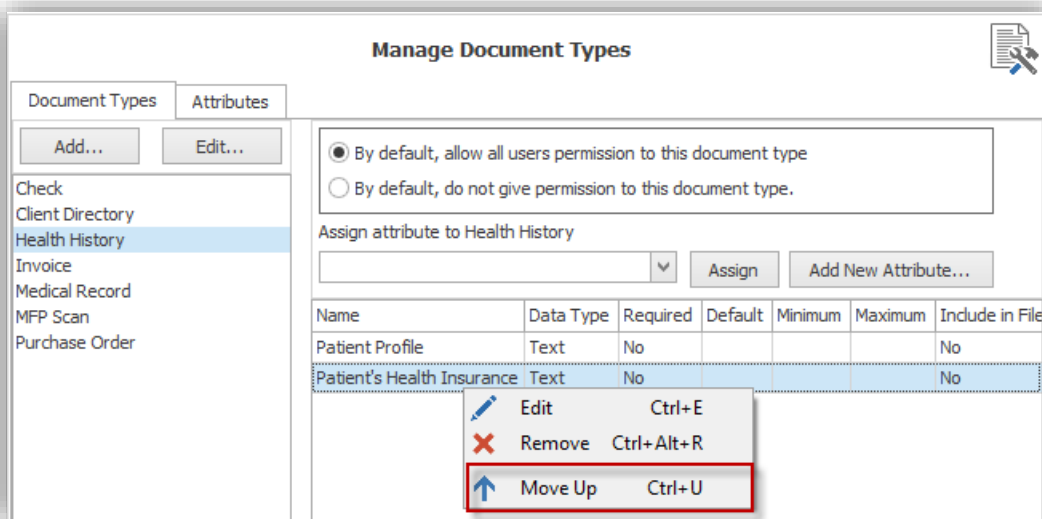 Manage Document Types
Document Types Attributes
Add... Edit...
Check
Client Directory
Health History
Invoice
Medical Record
MFP Scan
Purchase Order
By default, allow all users permission to this document type
By default, do not give permission to this document type.
Assign attribute to Health History
Assign Add New Attribute...
Name Data Type Required Default Minimum Maximum Include in File
Patient Profile Text No No
Patient's Health Insurance Text No No
Edit Ctrl+E
Remove Ctrl+Alt+R
Move Up Ctrl+U